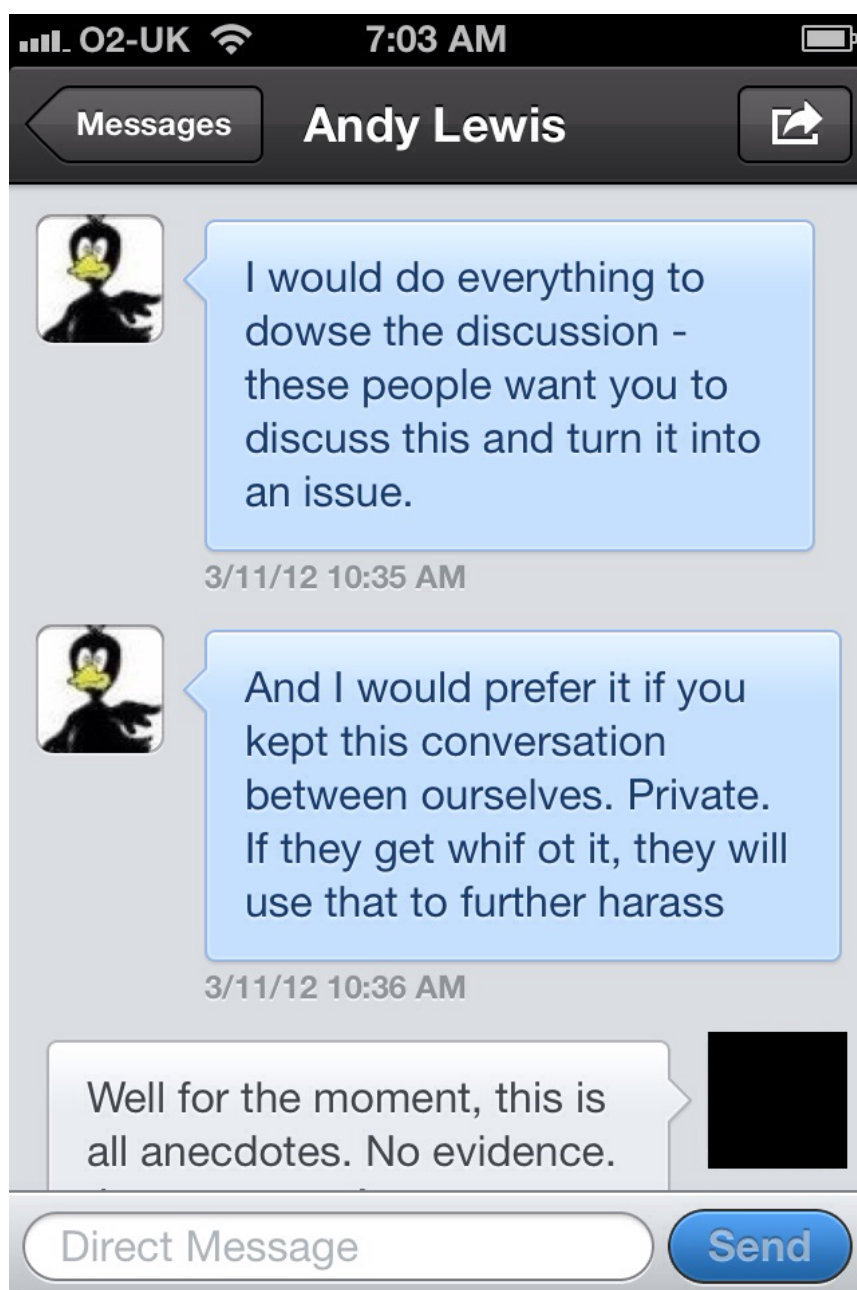 O2-UK 7:03 AM
Messages Andy Lewis
I would do everything to
dowse the discussion -
these people want you to
discuss this and turn it into
an issue.
3/11/12 10:35 AM
And I would prefer it if you
kept this conversation
between ourselves. Private.
If they get whif ot it, they will
use that to further harass
3/11/12 10:36 AM
Well for the moment, this is
all anecdotes. No evidence.
Direct Message Send